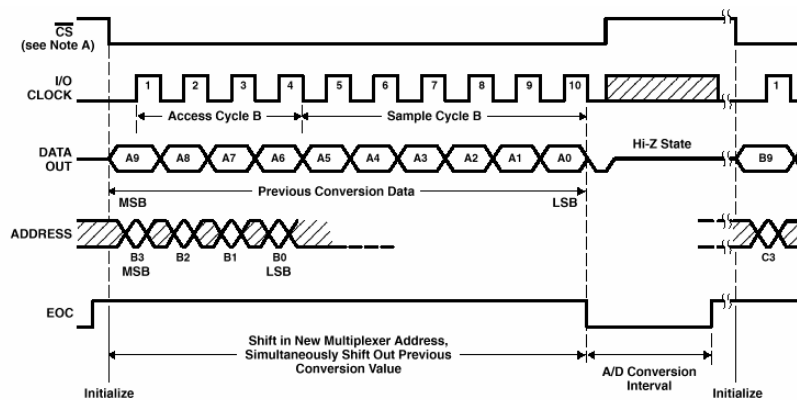 CS
(see Note A)
I/O
CLOCK
1 2 3 4 5 6 7 8 9 10 1
Access Cycle B Sample Cycle B
DATA
OUT
A9 A8 A7 A6 A5 A4 A3 A2 A1 A0 Hi-Z State B9
Previous Conversion Data
MSB LSB
ADDRESS
B3 B2 B1 B0 C3
MSB LSB
EOC
Shift in New Multiplexer Address,
Simultaneously Shift Out Previous
Conversion Value
A/D Conversion
Interval
Initialize Initialize